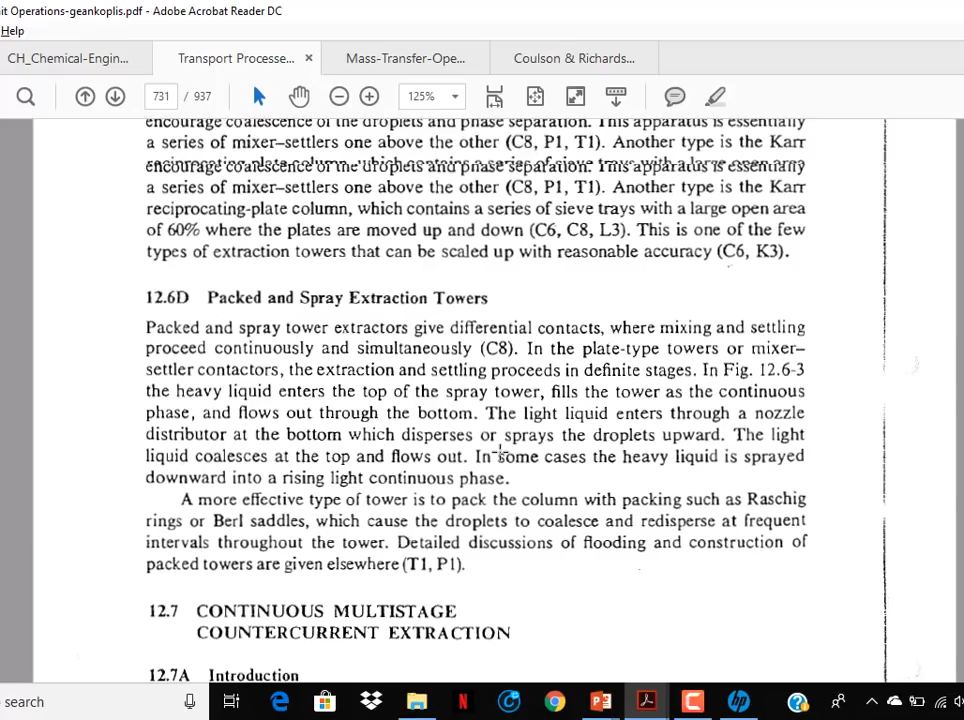 it Operations-geankoplis.pdf - Adobe Acrobat Reader DC
Help
CH_Chemical-Engin... Transport Processe... × Mass-Transfer-Ope... Coulson & Richards...
731 / 937 125%
encourage coalescence of the droplets and phase separation. This apparatus is essentially
a series of mixer–settlers one above the other (C8, P1, T1). Another type is the Karr
encourage coalescence of the droplets and phase separation. This apparatus is essentially
a series of mixer–settlers one above the other (C8, P1, T1). Another type is the Karr
reciprocating-plate column, which contains a series of sieve trays with a large open area
of 60% where the plates are moved up and down (C6, C8, L3). This is one of the few
types of extraction towers that can be scaled up with reasonable accuracy (C6, K3).
12.6D Packed and Spray Extraction Towers
Packed and spray tower extractors give differential contacts, where mixing and settling
proceed continuously and simultaneously (C8). In the plate-type towers or mixer–
settler contactors, the extraction and settling proceeds in definite stages. In Fig. 12.6-3
the heavy liquid enters the top of the spray tower, fills the tower as the continuous
phase, and flows out through the bottom. The light liquid enters through a nozzle
distributor at the bottom which disperses or sprays the droplets upward. The light
liquid coalesces at the top and flows out. In some cases the heavy liquid is sprayed
downward into a rising light continuous phase.
A more effective type of tower is to pack the column with packing such as Raschig
rings or Berl saddles, which cause the droplets to coalesce and redisperse at frequent
intervals throughout the tower. Detailed discussions of flooding and construction of
packed towers are given elsewhere (T1, P1).
12.7 CONTINUOUS MULTISTAGE
COUNTERCURRENT EXTRACTION
12.7A Introduction
search